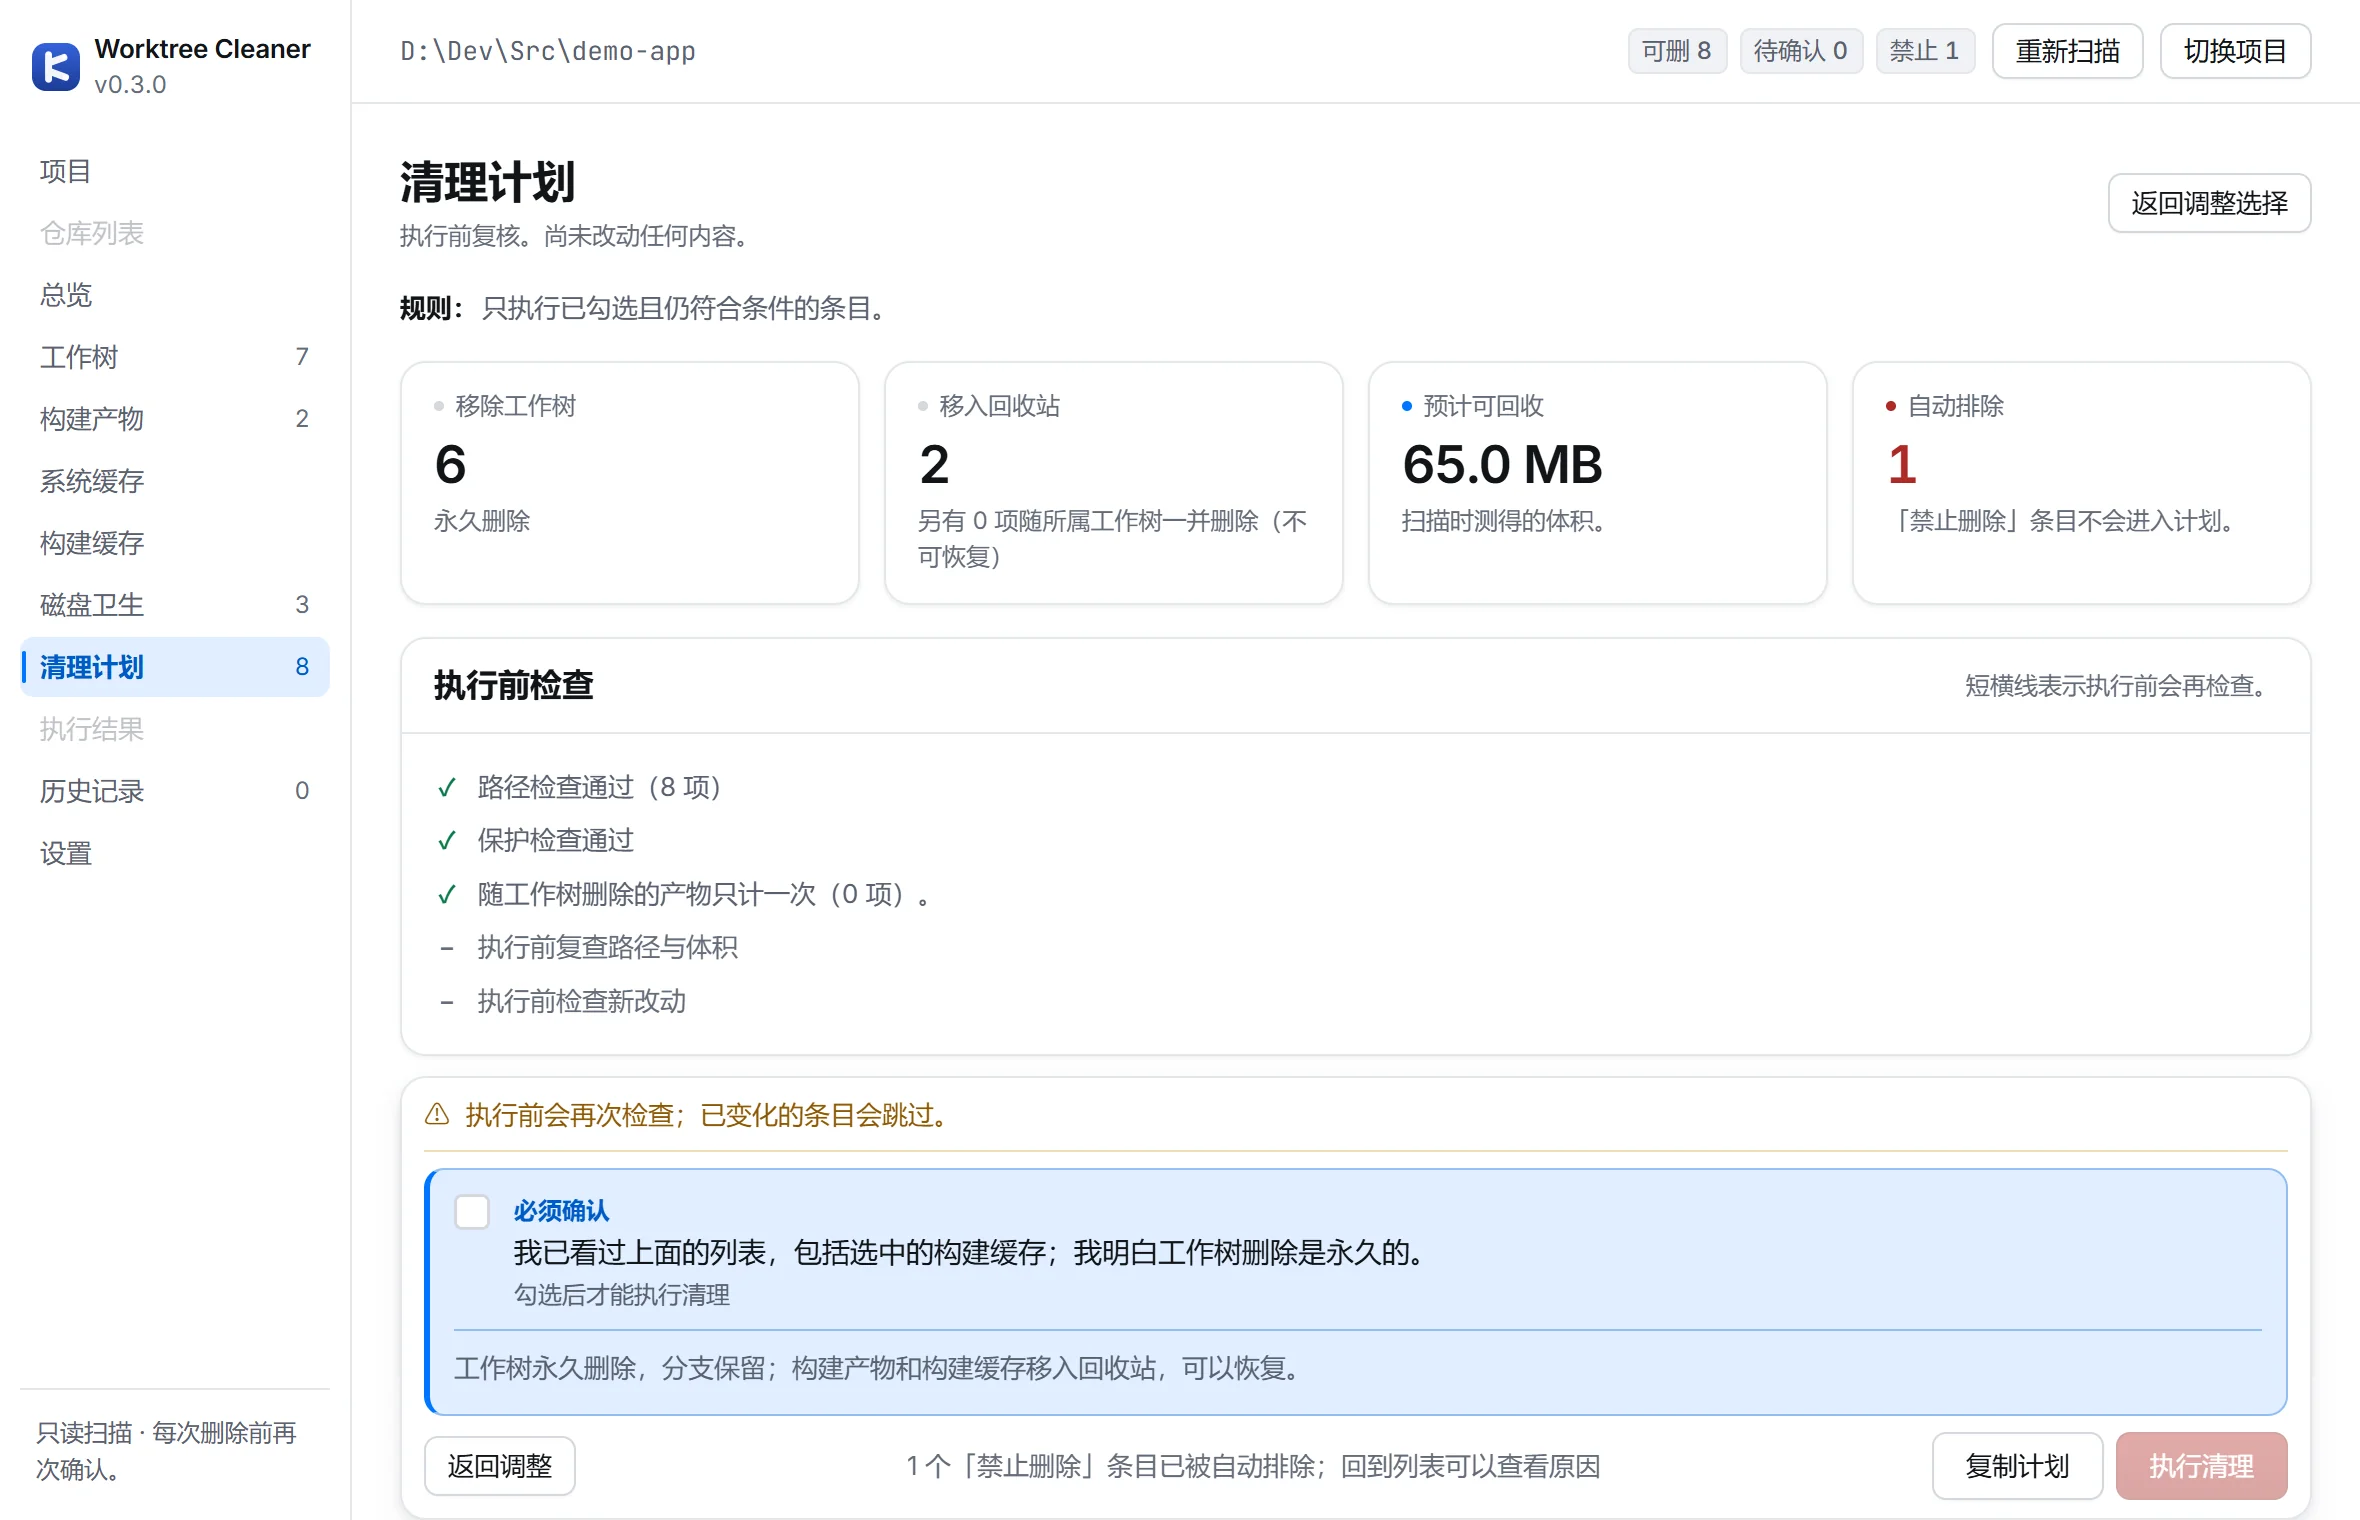 Worktree Cleaner
v0.3.0
项目
仓库列表
总览
工作树 7
构建产物 2
系统缓存
构建缓存
磁盘卫生 3
清理计划 8
执行结果
历史记录 0
设置
只读扫描 · 每次删除前再
次确认。
D:\Dev\Src\demo-app
可删 8
待确认 0
禁止 1
重新扫描
切换项目
清理计划
执行前复核。尚未改动任何内容。
返回调整选择
规则： 只执行已勾选且仍符合条件的条目。
移除工作树
6
永久删除
移入回收站
2
另有 0 项随所属工作树一并删除（不
可恢复）
预计可回收
65.0 MB
扫描时测得的体积。
自动排除
1
「禁止删除」条目不会进入计划。
执行前检查
短横线表示执行前会再检查。
✓ 路径检查通过（8 项）
✓ 保护检查通过
✓ 随工作树删除的产物只计一次（0 项）。
– 执行前复查路径与体积
– 执行前检查新改动
执行前会再次检查；已变化的条目会跳过。
必须确认
我已看过上面的列表，包括选中的构建缓存；我明白工作树删除是永久的。
勾选后才能执行清理
工作树永久删除，分支保留；构建产物和构建缓存移入回收站，可以恢复。
返回调整
1 个「禁止删除」条目已被自动排除；回到列表可以查看原因
复制计划
执行清理